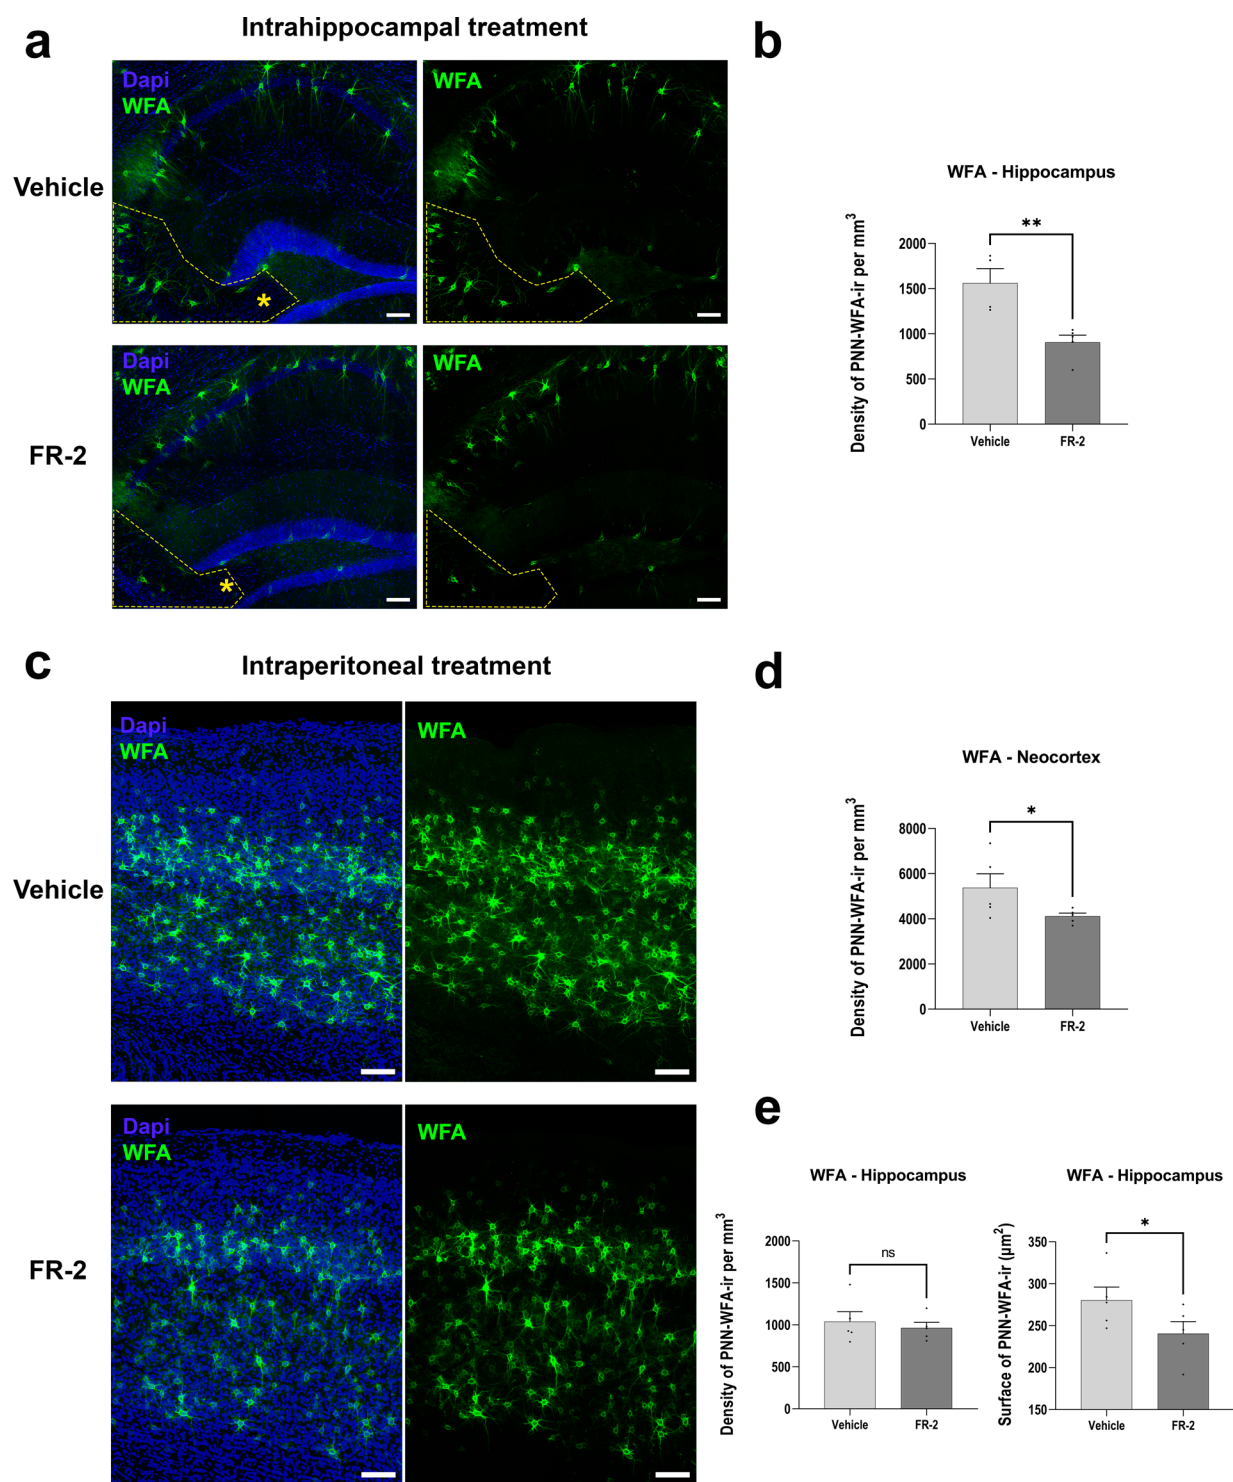 a
Intrahippocampal treatment
Vehicle
Dapi
WFA
WFA
*
FR-2
Dapi
WFA
WFA
*
b
WFA - Hippocampus
Density of PNN-WFA-ir per mm³
2000
1500
1000
500
0
**
Vehicle
FR-2
c
Intraperitoneal treatment
Vehicle
Dapi
WFA
WFA
FR-2
Dapi
WFA
WFA
d
WFA - Neocortex
Density of PNN-WFA-ir per mm³
8000
6000
4000
2000
0
*
Vehicle
FR-2
e
WFA - Hippocampus
Density of PNN-WFA-ir per mm³
2000
1500
1000
500
0
ns
Vehicle
FR-2
WFA - Hippocampus
Surface of PNN-WFA-ir (µm²)
350
300
250
200
150
*
Vehicle
FR-2